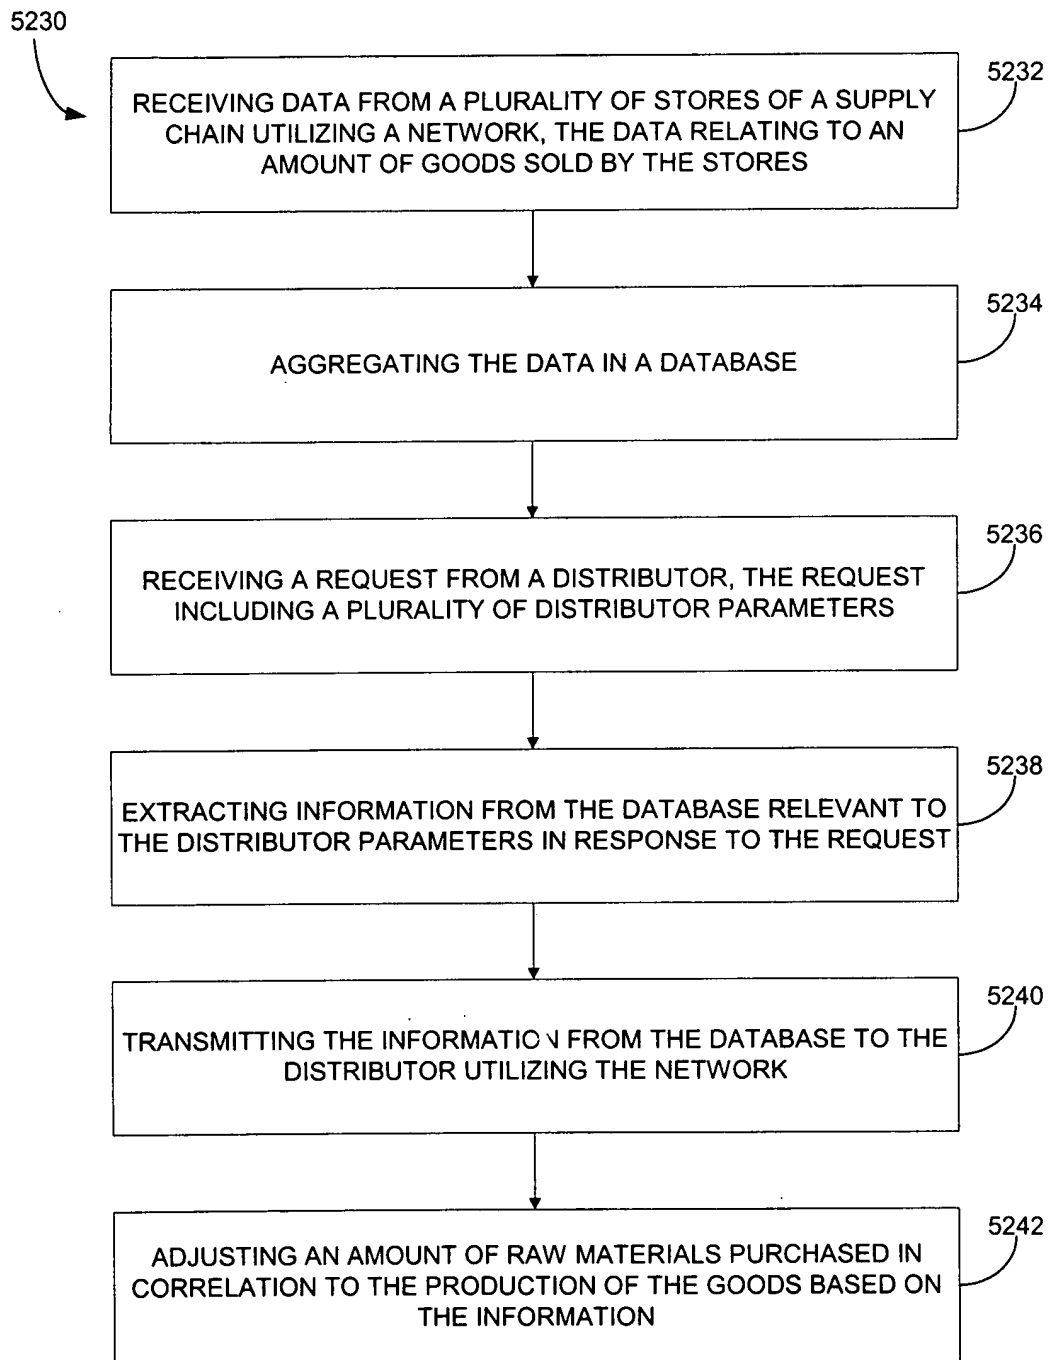 5230
5232
RECEIVING DATA FROM A PLURALITY OF STORES OF A SUPPLY
CHAIN UTILIZING A NETWORK, THE DATA RELATING TO AN
AMOUNT OF GOODS SOLD BY THE STORES
5234
AGGREGATING THE DATA IN A DATABASE
5236
RECEIVING A REQUEST FROM A DISTRIBUTOR, THE REQUEST
INCLUDING A PLURALITY OF DISTRIBUTOR PARAMETERS
5238
EXTRACTING INFORMATION FROM THE DATABASE RELEVANT TO
THE DISTRIBUTOR PARAMETERS IN RESPONSE TO THE REQUEST
5240
TRANSMITTING THE INFORMATION FROM THE DATABASE TO THE
DISTRIBUTOR UTILIZING THE NETWORK
5242
ADJUSTING AN AMOUNT OF RAW MATERIALS PURCHASED IN
CORRELATION TO THE PRODUCTION OF THE GOODS BASED ON
THE INFORMATION